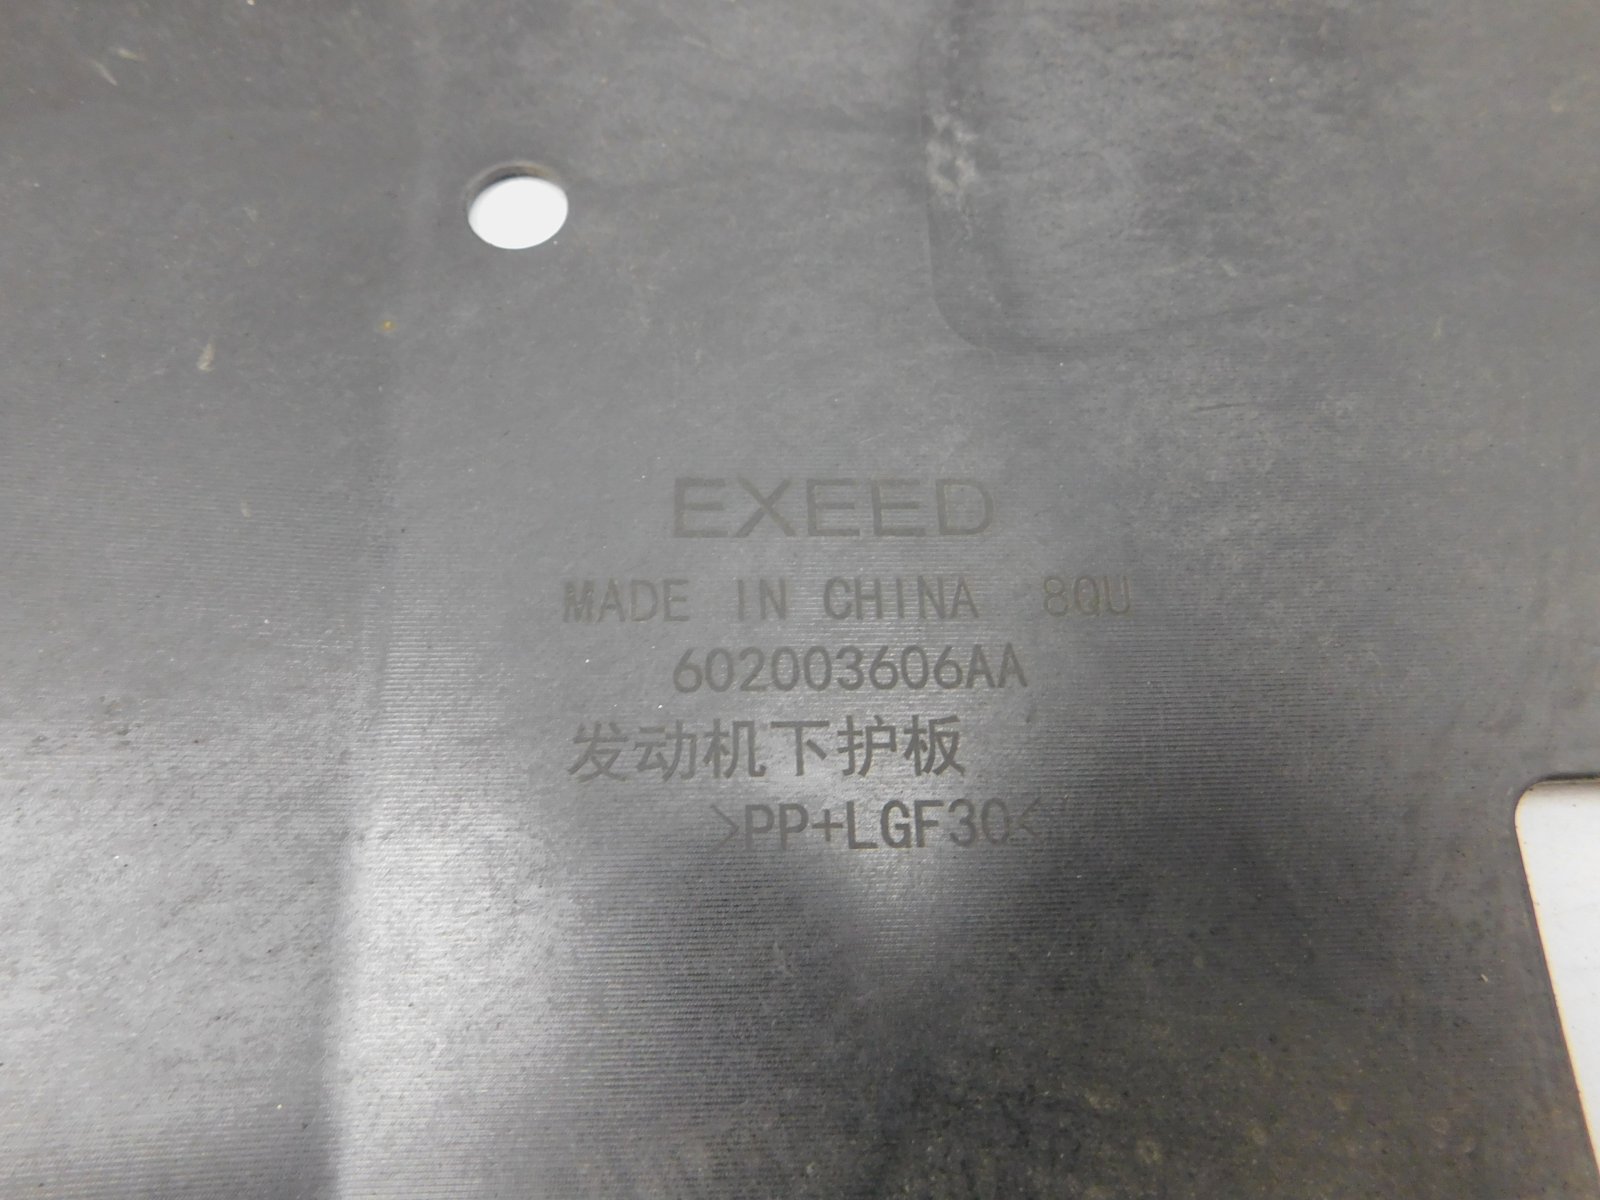 EXEED
MADE IN CHINA 8QU
602003606AA
发动机下护板
>PP+LGF30<